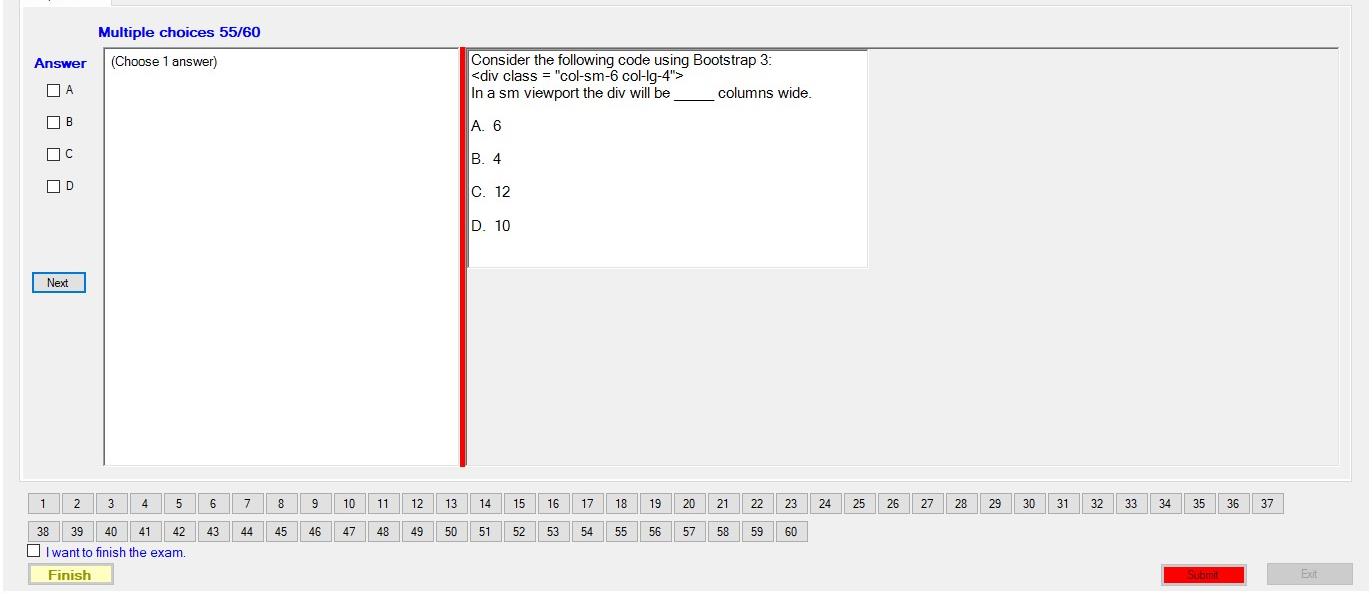 Multiple choices 55/60
Answer
A
B
C
D
Next
(Choose 1 answer)
Consider the following code using Bootstrap 3:
<div class = "col-sm-6 col-lg-4">
In a sm viewport the div will be _____ columns wide.
A. 6
B. 4
C. 12
D. 10
1 2 3 4 5 6 7 8 9 10 11 12 13 14 15 16 17 18 19 20 21 22 23 24 25 26 27 28 29 30 31 32 33 34 35 36 37
38 39 40 41 42 43 44 45 46 47 48 49 50 51 52 53 54 55 56 57 58 59 60
I want to finish the exam.
Finish
Submit
Exit